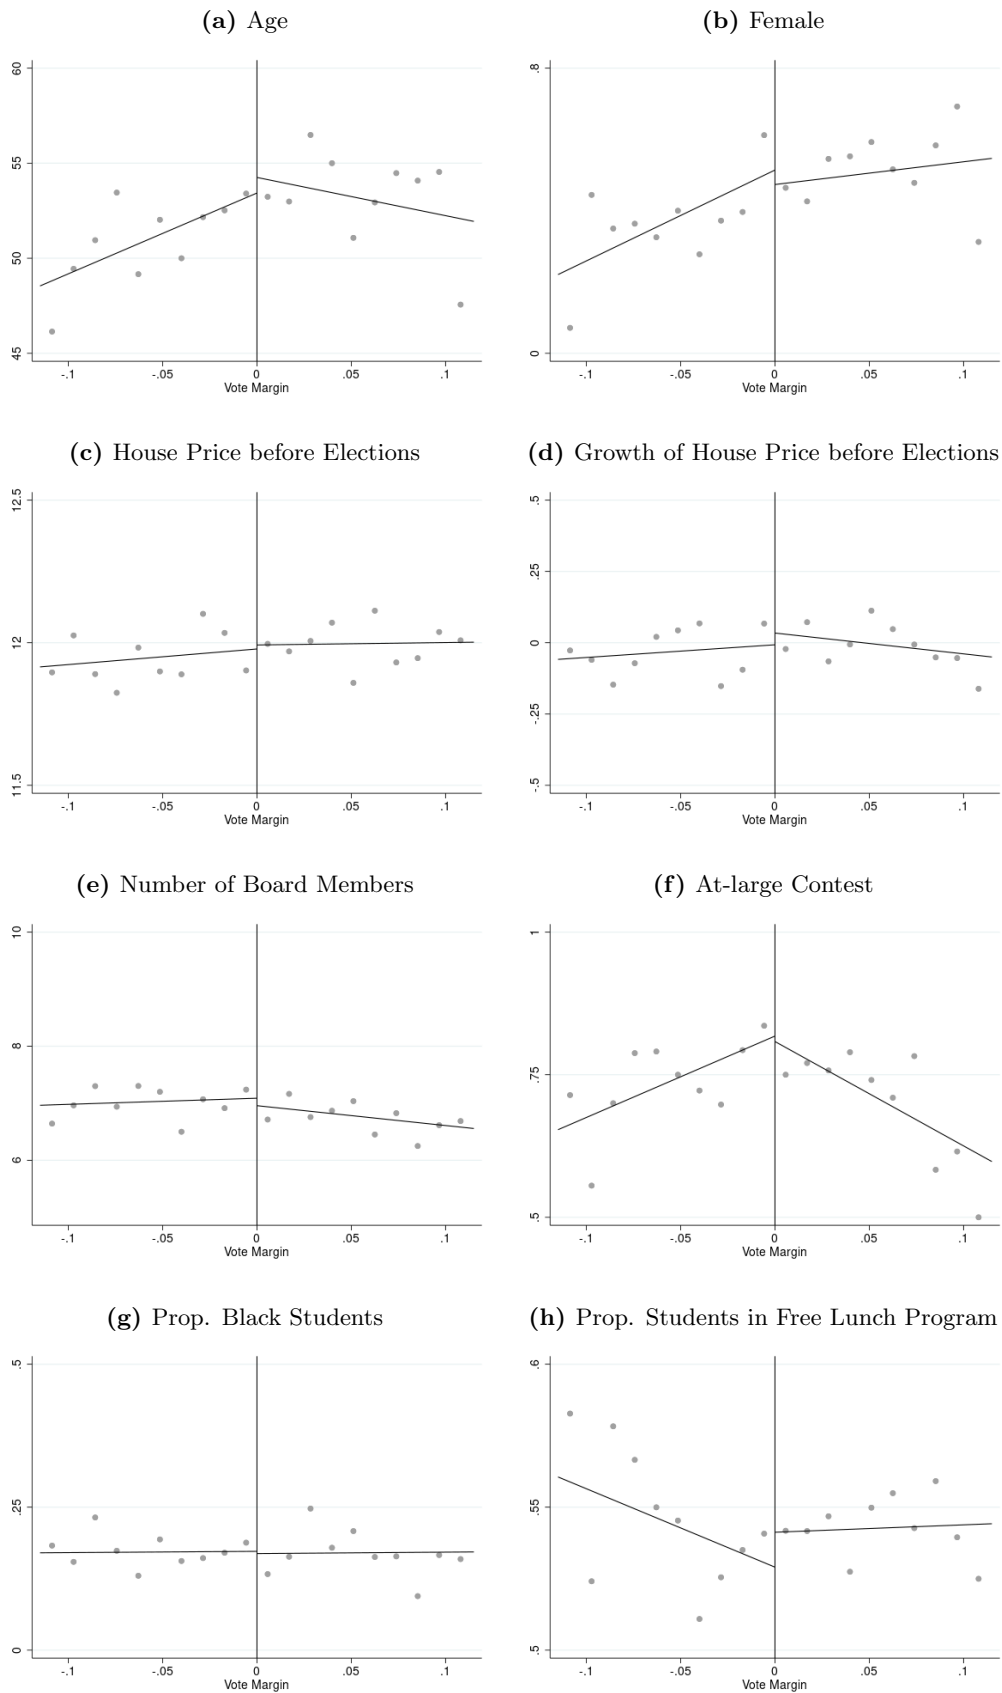 (a) Age
60
55
50
45
-.1 -.05 0 .05 .1
Vote Margin
(b) Female
.8
0
-.1 -.05 0 .05 .1
Vote Margin
(c) House Price before Elections
12.5
12
11.5
-.1 -.05 0 .05 .1
Vote Margin
(d) Growth of House Price before Elections
.5
.25
0
-.25
-.5
-.1 -.05 0 .05 .1
Vote Margin
(e) Number of Board Members
10
8
6
-.1 -.05 0 .05 .1
Vote Margin
(f) At-large Contest
1
.75
.5
-.1 -.05 0 .05 .1
Vote Margin
(g) Prop. Black Students
.5
.25
0
-.1 -.05 0 .05 .1
Vote Margin
(h) Prop. Students in Free Lunch Program
.6
.55
.5
-.1 -.05 0 .05 .1
Vote Margin